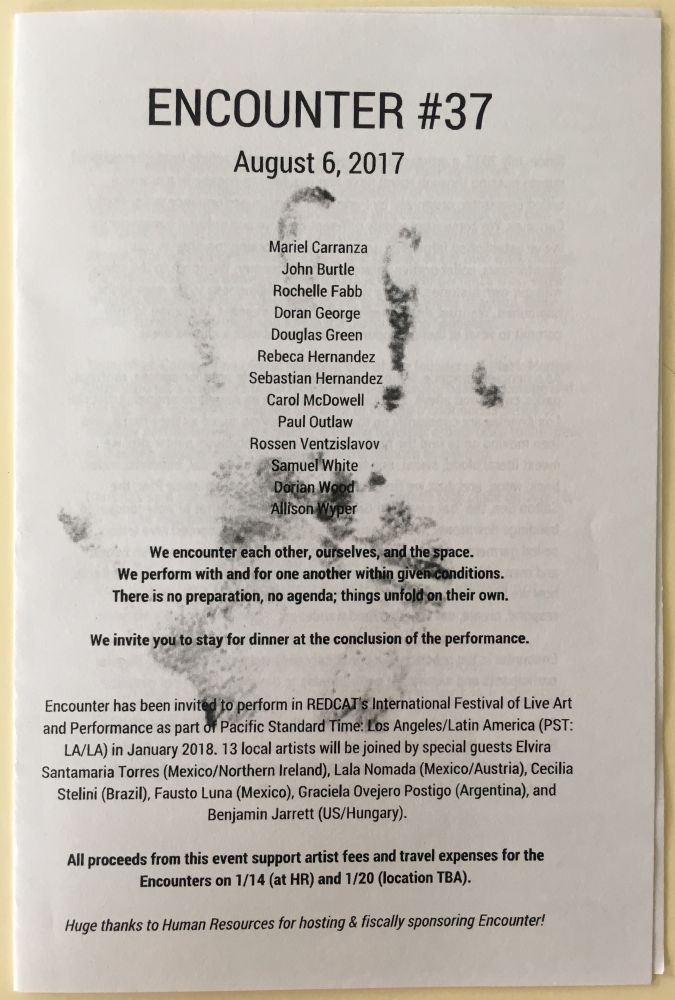 ENCOUNTER #37
August 6, 2017
Mariel Carranza
John Burtle
Rochelle Fabb
Doran George
Douglas Green
Rebeca Hernandez
Sebastian Hernandez
Carol McDowell
Paul Outlaw
Rossen Ventzislavov
Samuel White
Dorian Wood
Allison Wyper
We encounter each other, ourselves, and the space.
We perform with and for one another within given conditions.
There is no preparation, no agenda; things unfold on their own.
We invite you to stay for dinner at the conclusion of the performance.
Encounter has been invited to perform in REDCAT's International Festival of Live Art
and Performance as part of Pacific Standard Time: Los Angeles/Latin America (PST:
LA/LA) in January 2018. 13 local artists will be joined by special guests Elvira
Santamaria Torres (Mexico/Northern Ireland), Lala Nomada (Mexico/Austria), Cecilia
Stelini (Brazil), Fausto Luna (Mexico), Graciela Ovejero Postigo (Argentina), and
Benjamin Jarrett (US/Hungary).
All proceeds from this event support artist fees and travel expenses for the
Encounters on 1/14 (at HR) and 1/20 (location TBA).
Huge thanks to Human Resources for hosting & fiscally sponsoring Encounter!